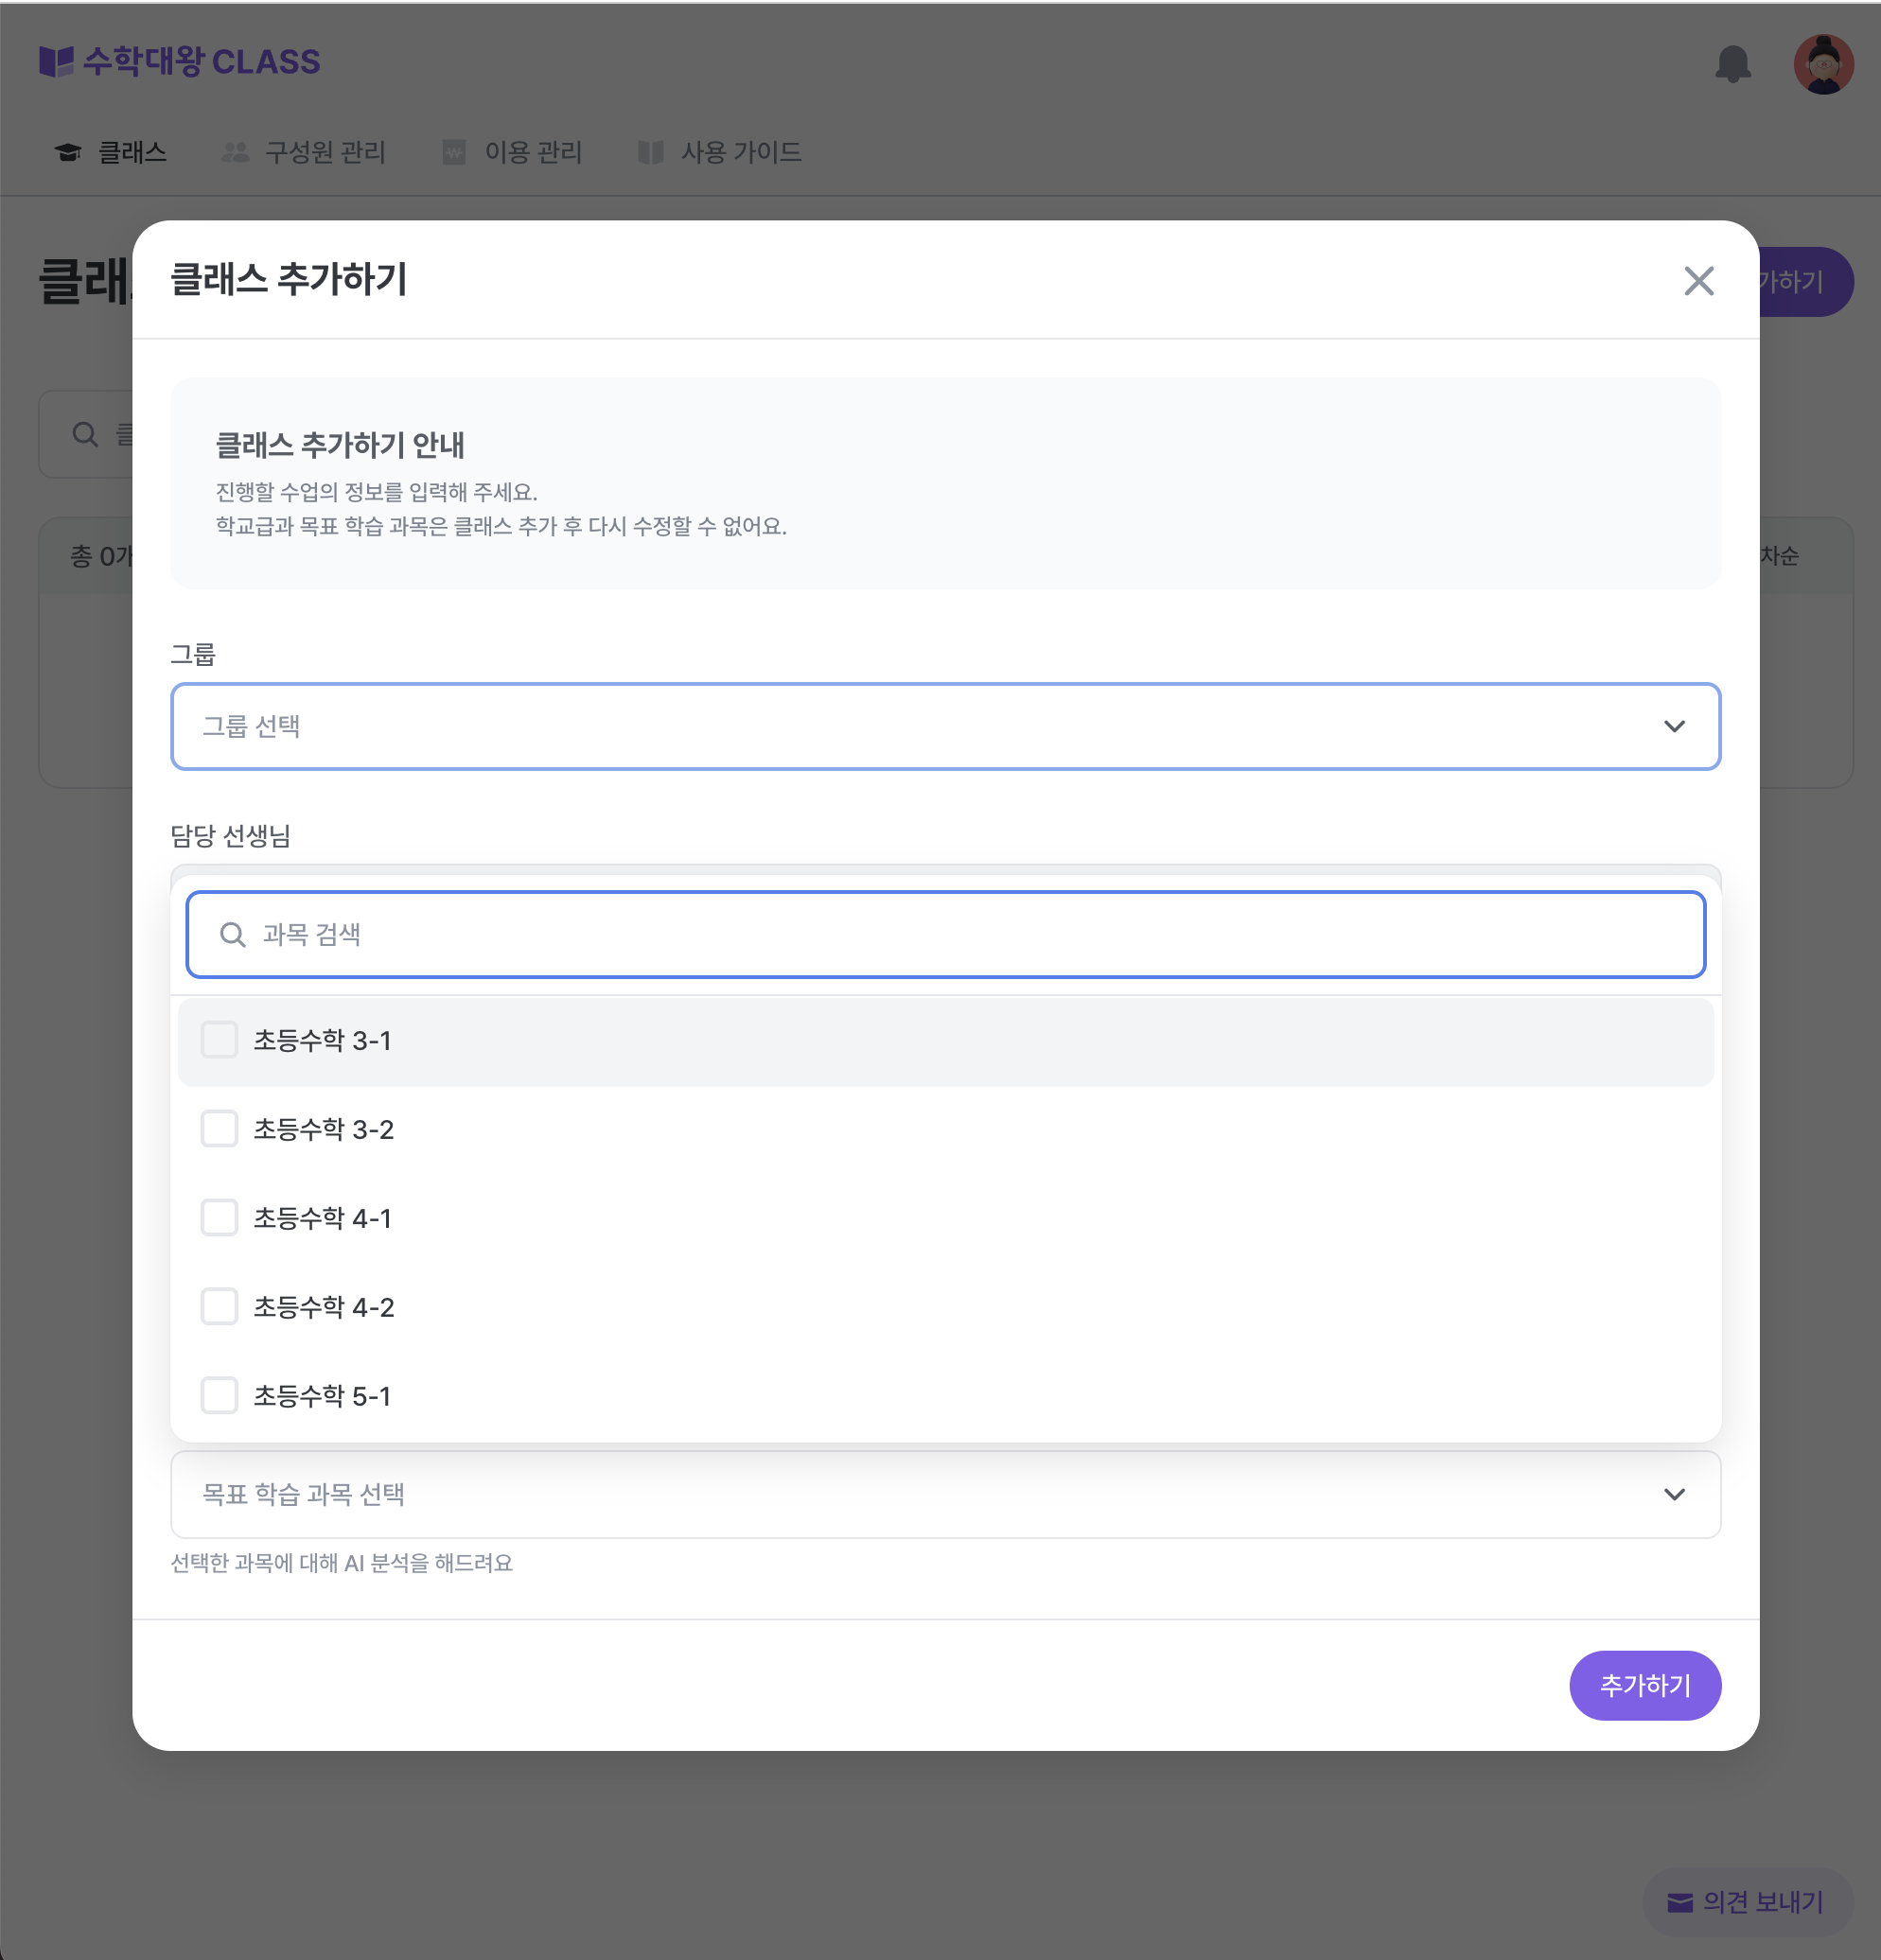 수학대왕 CLASS
클래스
구성원 관리
이용 관리
사용 가이드
클래스 추가하기
가하기
클래스 추가하기 안내
진행할 수업의 정보를 입력해 주세요.
학교급과 목표 학습 과목은 클래스 추가 후 다시 수정할 수 없어요.
총 0개
차순
그룹
그룹 선택
담당 선생님
과목 검색
초등수학 3-1
초등수학 3-2
초등수학 4-1
초등수학 4-2
초등수학 5-1
목표 학습 과목 선택
선택한 과목에 대해 AI 분석을 해드려요
추가하기
의견 보내기